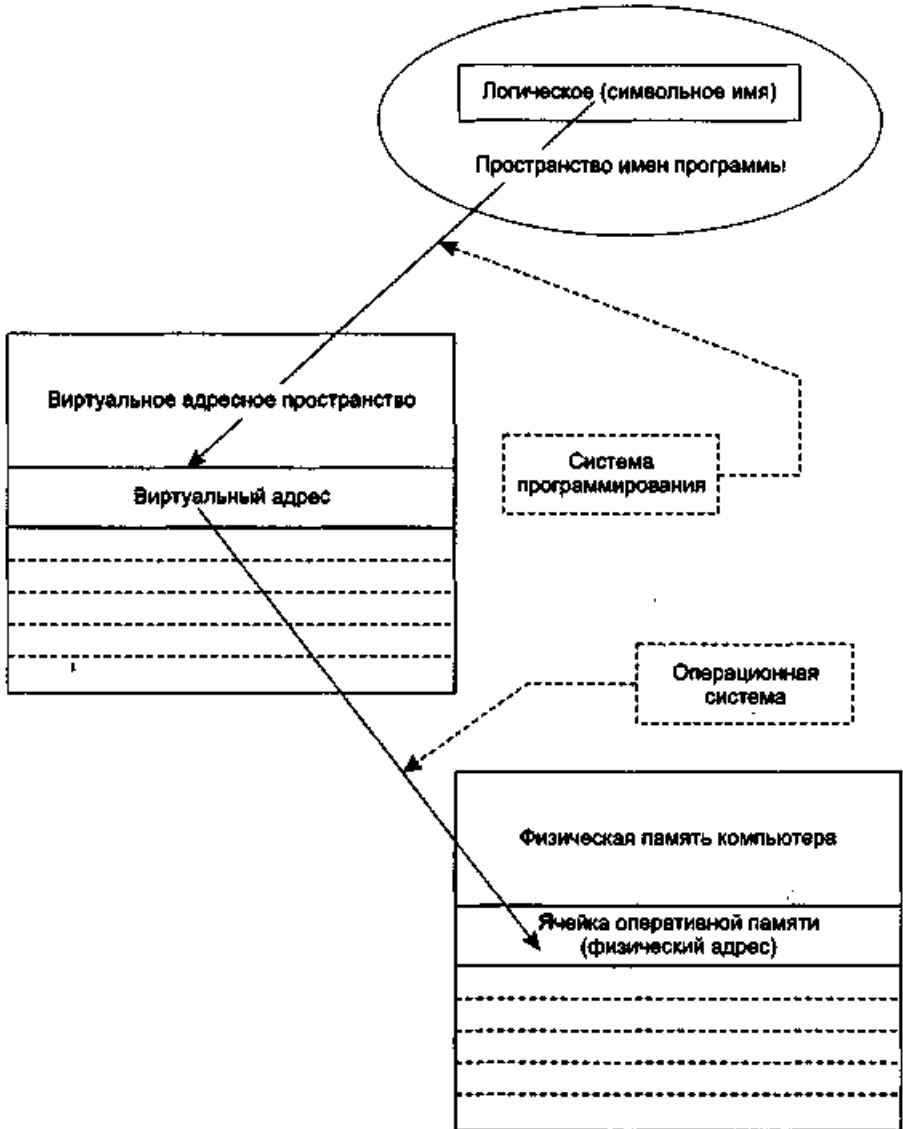 Логическое (символьное имя)
Пространство имен программы
Виртуальное адресное пространство
Виртуальный адрес
Система
программирования
Операционная
система
Физическая память компьютера
Ячейка оперативной памяти
(физический адрес)